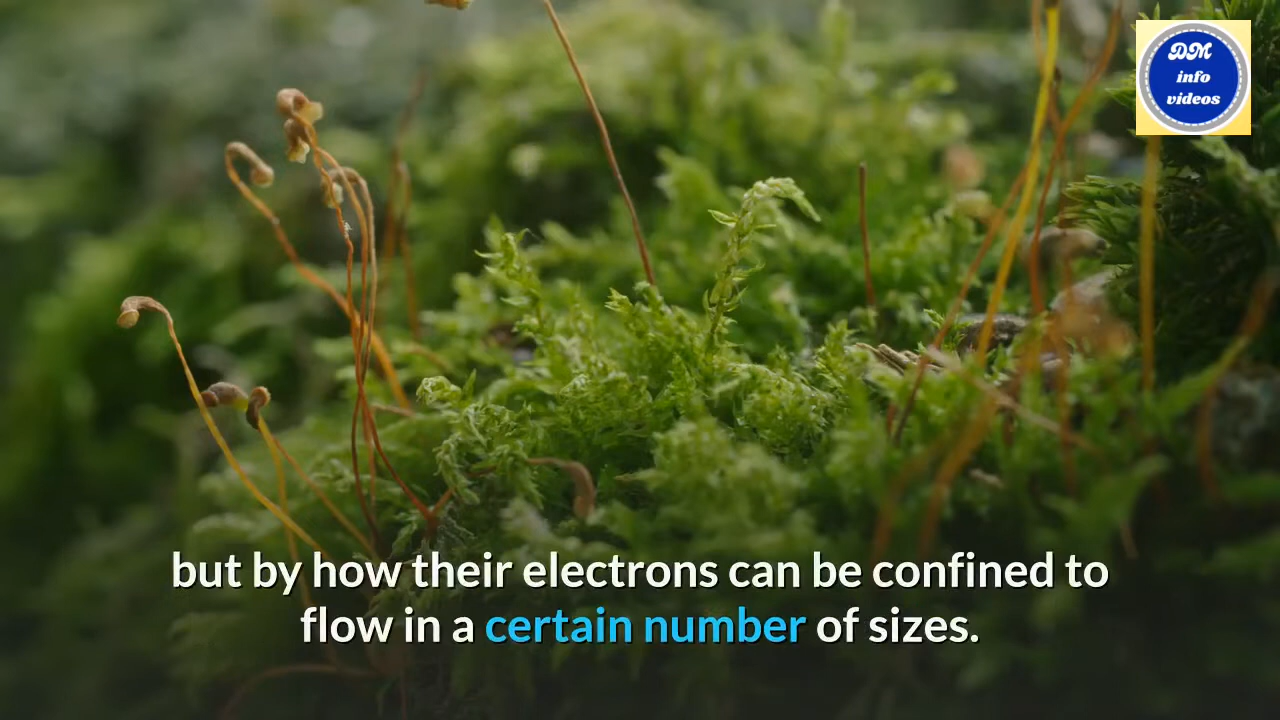 DM
info
videos
but by how their electrons can be confined to
flow in a certain number of sizes.